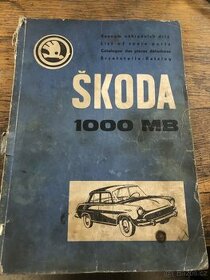 Seznam náhradních dílů
List of spare parts
Catalogue des pièces détachées
Ersatzteile-Katalog
ŠKODA
1000 MB